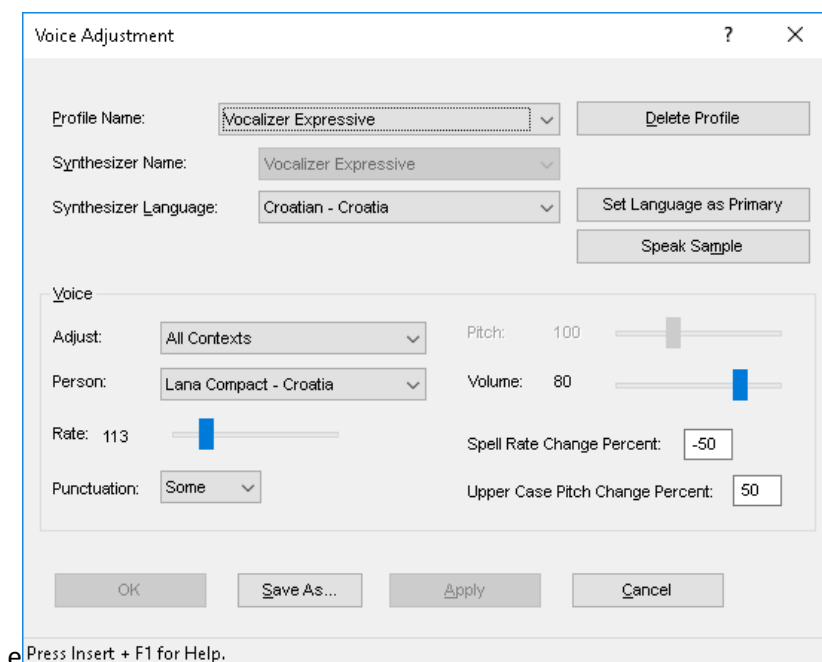 Voice Adjustment ? X
Profile Name: Vocalizer Expressive Delete Profile
Synthesizer Name: Vocalizer Expressive
Synthesizer Language: Croatian - Croatia Set Language as Primary
Speak Sample
Voice
Adjust: All Contexts Pitch: 100
Person: Lana Compact - Croatia Volume: 80
Rate: 113 Spell Rate Change Percent: -50
Punctuation: Some Upper Case Pitch Change Percent: 50
OK Save As... Apply Cancel
e Press Insert + F1 for Help.